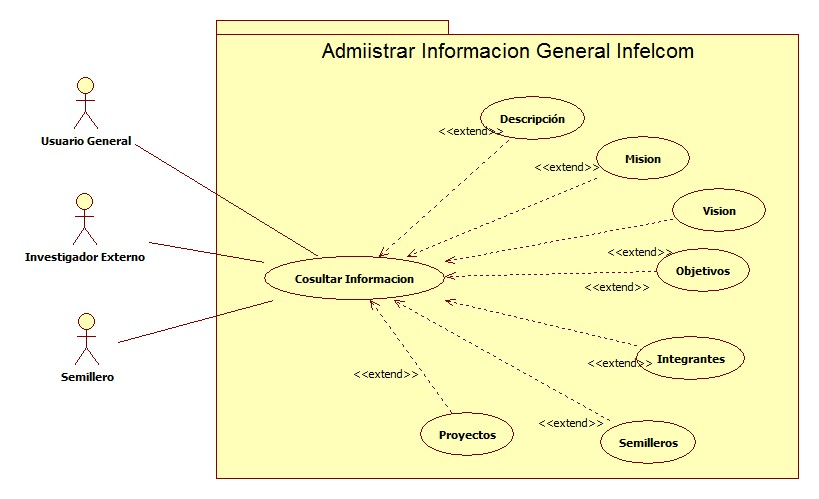 Admiistrar Informacion General Infelcom
Descripción
<<extend>>
Usuario General
Mision
<<extend>>
Vision
<<extend>>
Investigador Externo
Objetivos
Cosultar Informacion
<<extend>>
Integrantes
<<extend>>
Semillero
<<extend>>
<<extend>>
Proyectos
Semilleros